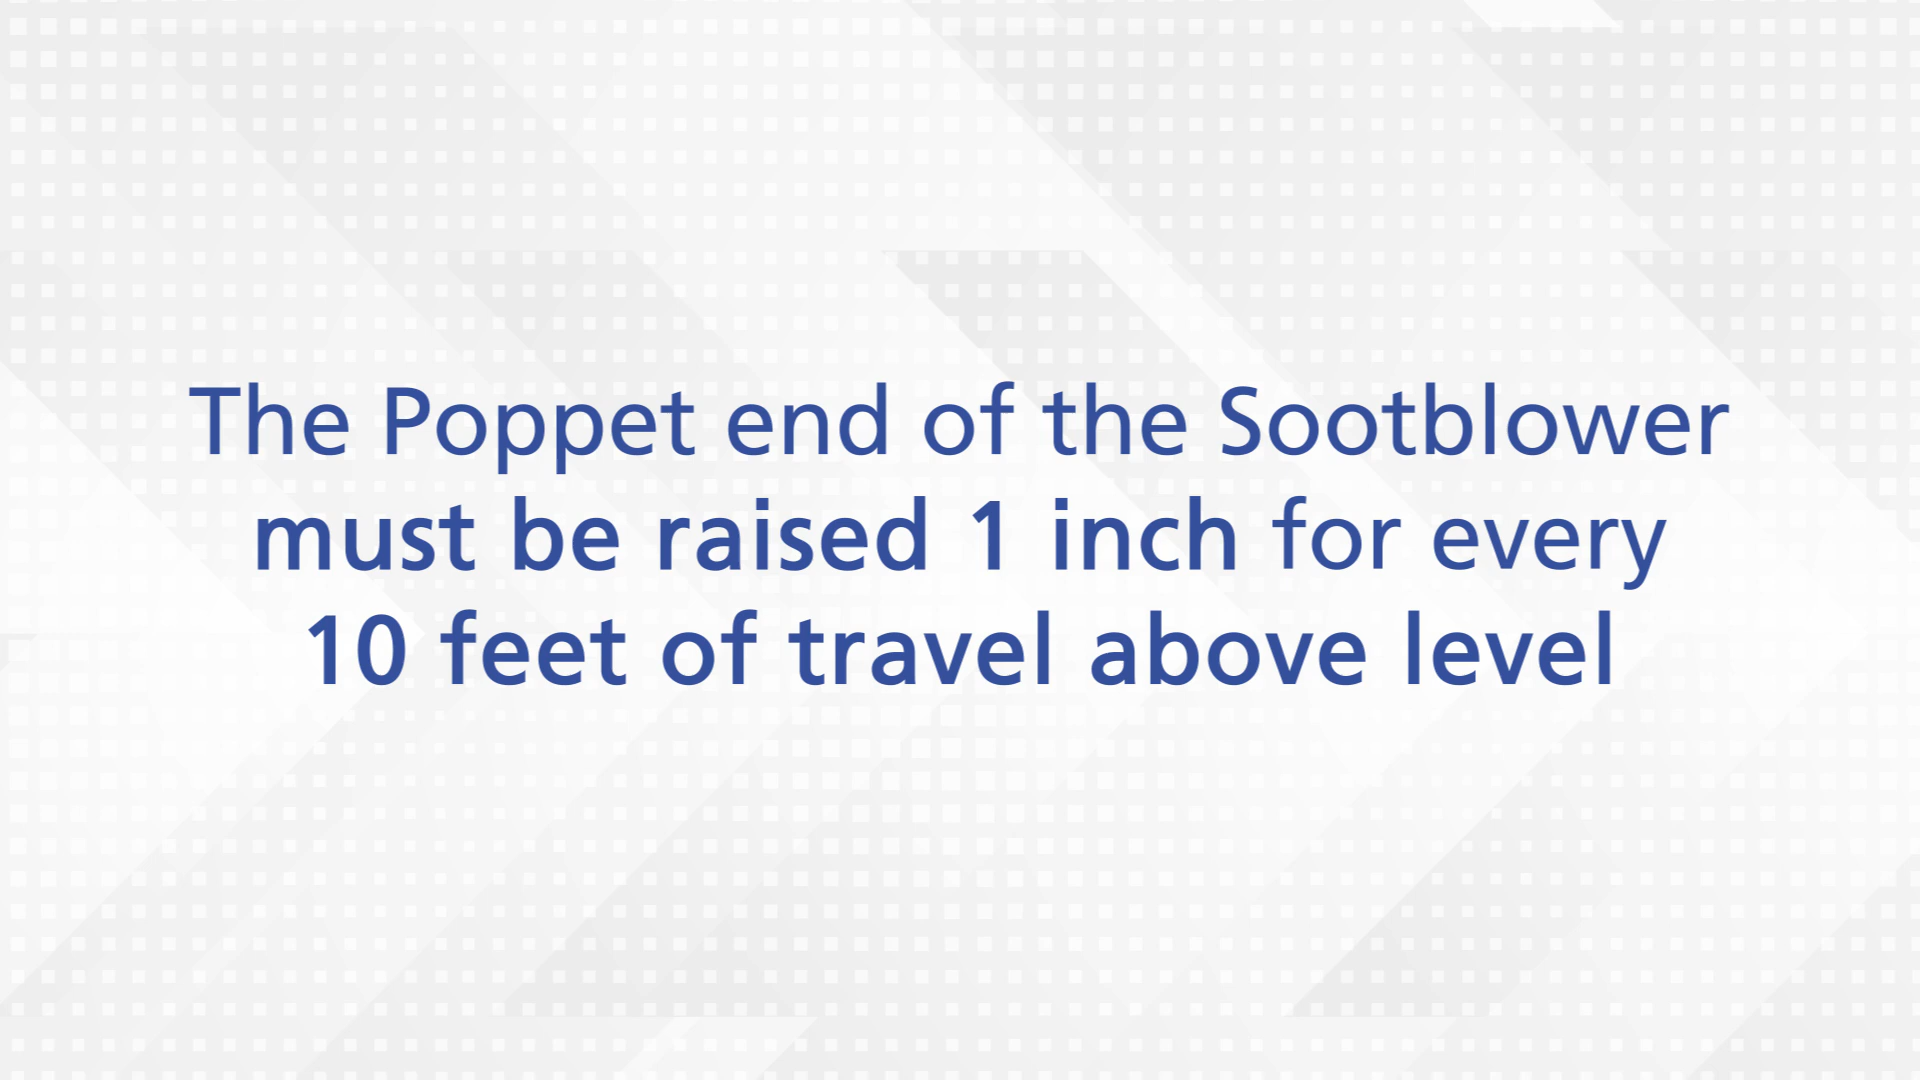 The Poppet end of the Sootblower
must be raised 1 inch for every
10 feet of travel above level